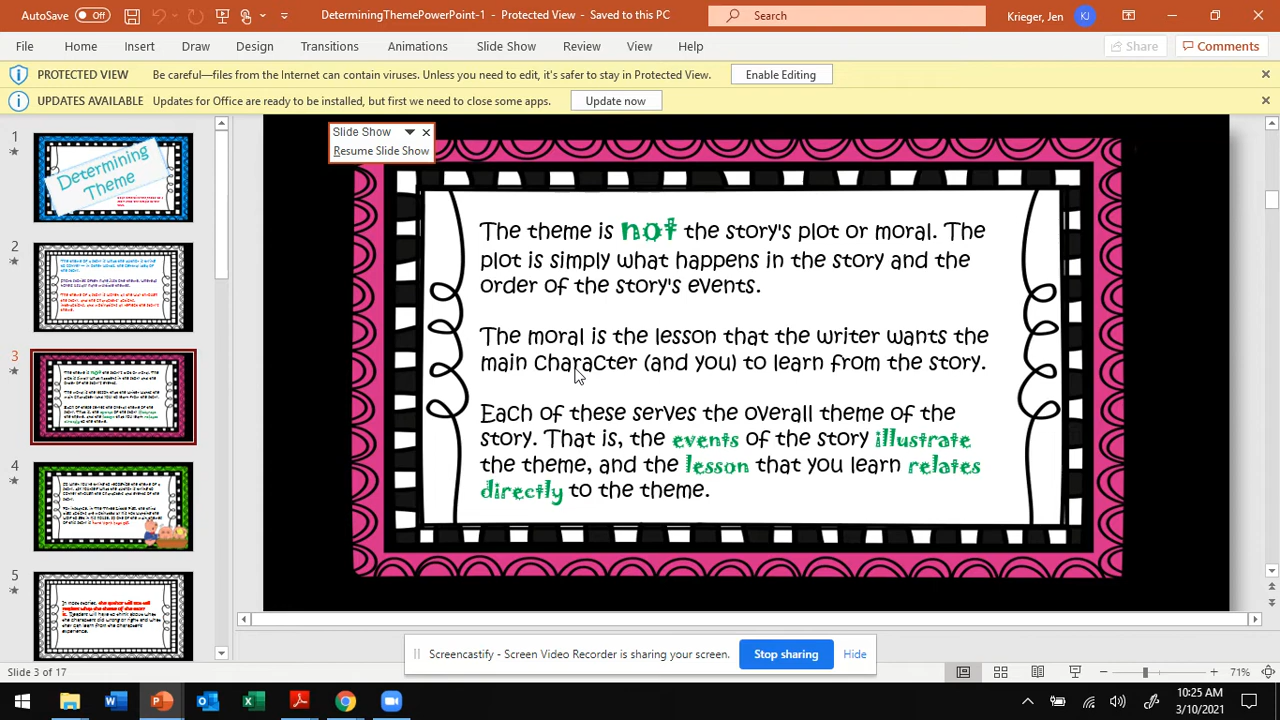 AutoSave Off DeterminingThemePowerPoint-1 - Protected View - Saved to this PC Search Krieger, Jen KJ
File Home Insert Draw Design Transitions Animations Slide Show Review View Help Share Comments
PROTECTED VIEW Be careful—files from the Internet can contain viruses. Unless you need to edit, it's safer to stay in Protected View. Enable Editing
UPDATES AVAILABLE Updates for Office are ready to be installed, but first we need to close some apps. Update now
Slide Show
Resume Slide Show
1
Determining
Theme
2
3
4
5
The theme is not the story's plot or moral. The
plot is simply what happens in the story and the
order of the story's events.
The moral is the lesson that the writer wants the
main character (and you) to learn from the story.
Each of these serves the overall theme of the
story. That is, the events of the story illustrate
the theme, and the lesson that you learn relates
directly to the theme.
Screencastify - Screen Video Recorder is sharing your screen. Stop sharing Hide
Slide 3 of 17 71%
10:25 AM
3/10/2021